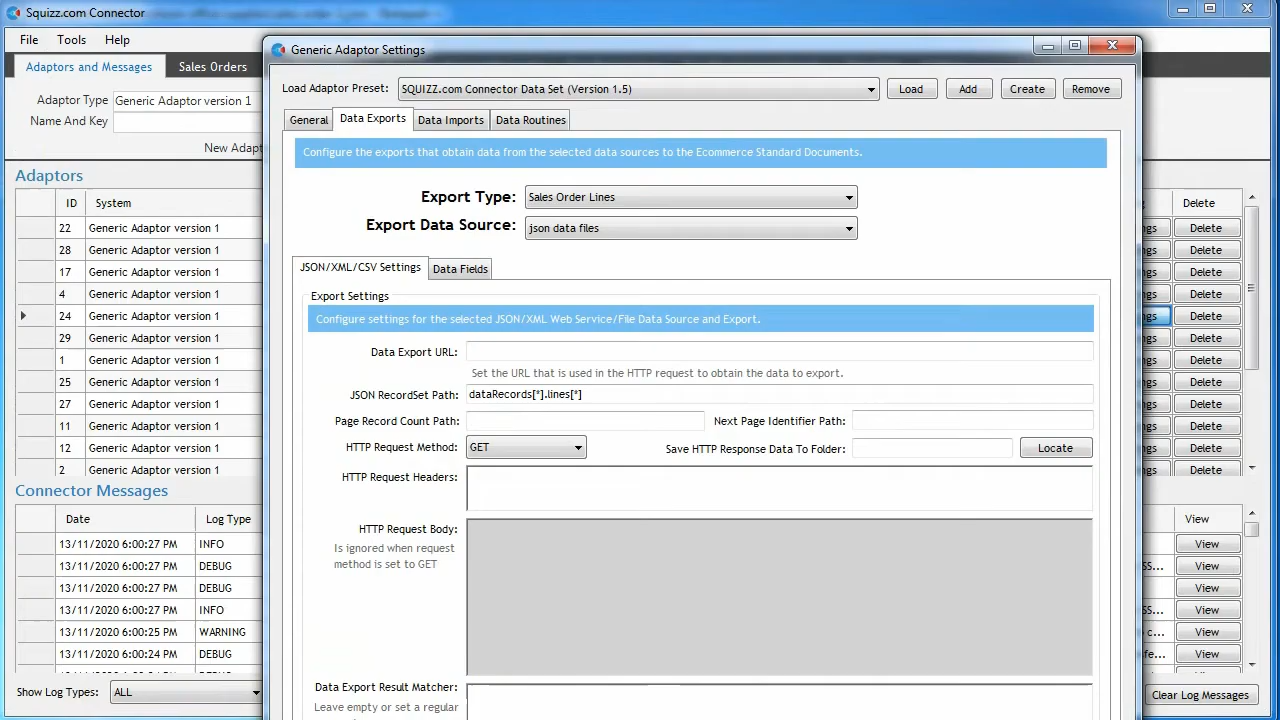 Squizz.com Connector
File Tools Help
Adaptors and Messages Sales Orders
Adaptor Type Generic Adaptor version 1
Name And Key
New Adapt
Adaptors
ID System
22 Generic Adaptor version 1
28 Generic Adaptor version 1
17 Generic Adaptor version 1
4 Generic Adaptor version 1
24 Generic Adaptor version 1
29 Generic Adaptor version 1
1 Generic Adaptor version 1
25 Generic Adaptor version 1
27 Generic Adaptor version 1
11 Generic Adaptor version 1
12 Generic Adaptor version 1
2 Generic Adaptor version 1
Connector Messages
Date Log Type
13/11/2020 6:00:27 PM INFO
13/11/2020 6:00:27 PM DEBUG
13/11/2020 6:00:27 PM DEBUG
13/11/2020 6:00:27 PM INFO
13/11/2020 6:00:25 PM WARNING
13/11/2020 6:00:24 PM DEBUG
Show Log Types: ALL
Generic Adaptor Settings
Load Adaptor Preset: SQUIZZ.com Connector Data Set (Version 1.5) Load Add Create Remove
General Data Exports Data Imports Data Routines
Configure the exports that obtain data from the selected data sources to the Ecommerce Standard Documents.
Export Type: Sales Order Lines
Export Data Source: json data files
JSON/XML/CSV Settings Data Fields
Export Settings
Configure settings for the selected JSON/XML Web Service/File Data Source and Export.
Data Export URL:
Set the URL that is used in the HTTP request to obtain the data to export.
JSON RecordSet Path: dataRecords[*].lines[*]
Page Record Count Path: Next Page Identifier Path:
HTTP Request Method: GET Save HTTP Response Data To Folder: Locate
HTTP Request Headers:
HTTP Request Body:
Is ignored when request
method is set to GET
Data Export Result Matcher:
Leave empty or set a regular
Delete
ngs Delete
ngs Delete
ngs Delete
ngs Delete
ngs Delete
ngs Delete
ngs Delete
ngs Delete
ngs Delete
ngs Delete
ngs Delete
ngs Delete
View
View
SS... View
View
SS... View
c... View
fe... View
Clear Log Messages